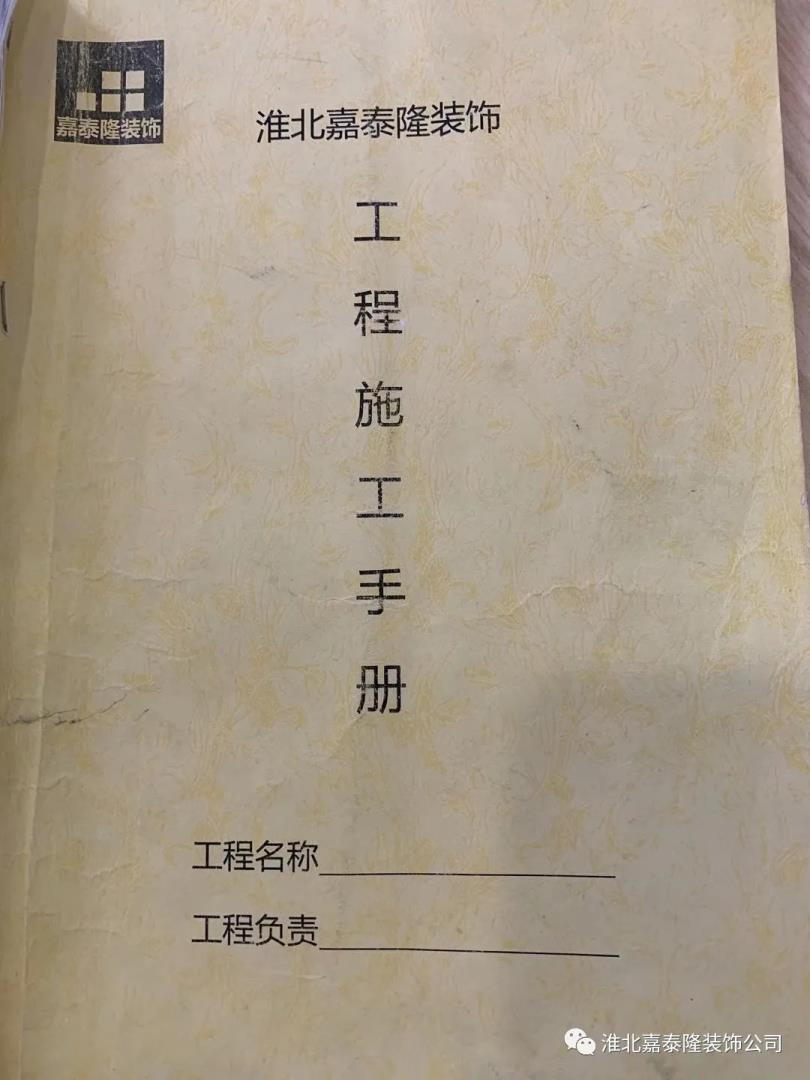 嘉泰隆装饰
淮北嘉泰隆装饰
工
程
施
工
手
册
工程名称
工程负责
淮北嘉泰隆装饰公司